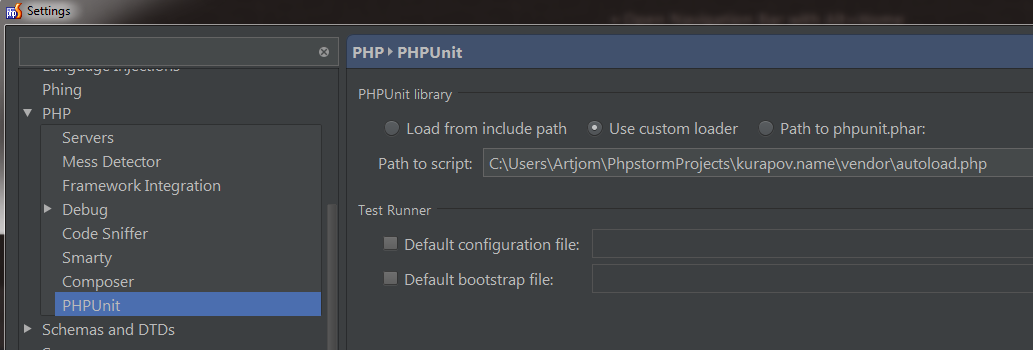 Settings
PHP ▸ PHPUnit
Language Injections
Phing
PHP
Servers
Mess Detector
Framework Integration
Debug
Code Sniffer
Smarty
Composer
PHPUnit
Schemas and DTDs
PHPUnit library
Load from include path Use custom loader Path to phpunit.phar:
Path to script: C:\Users\Artjom\PhpstormProjects\kurapov.name\vendor\autoload.php
Test Runner
Default configuration file:
Default bootstrap file: